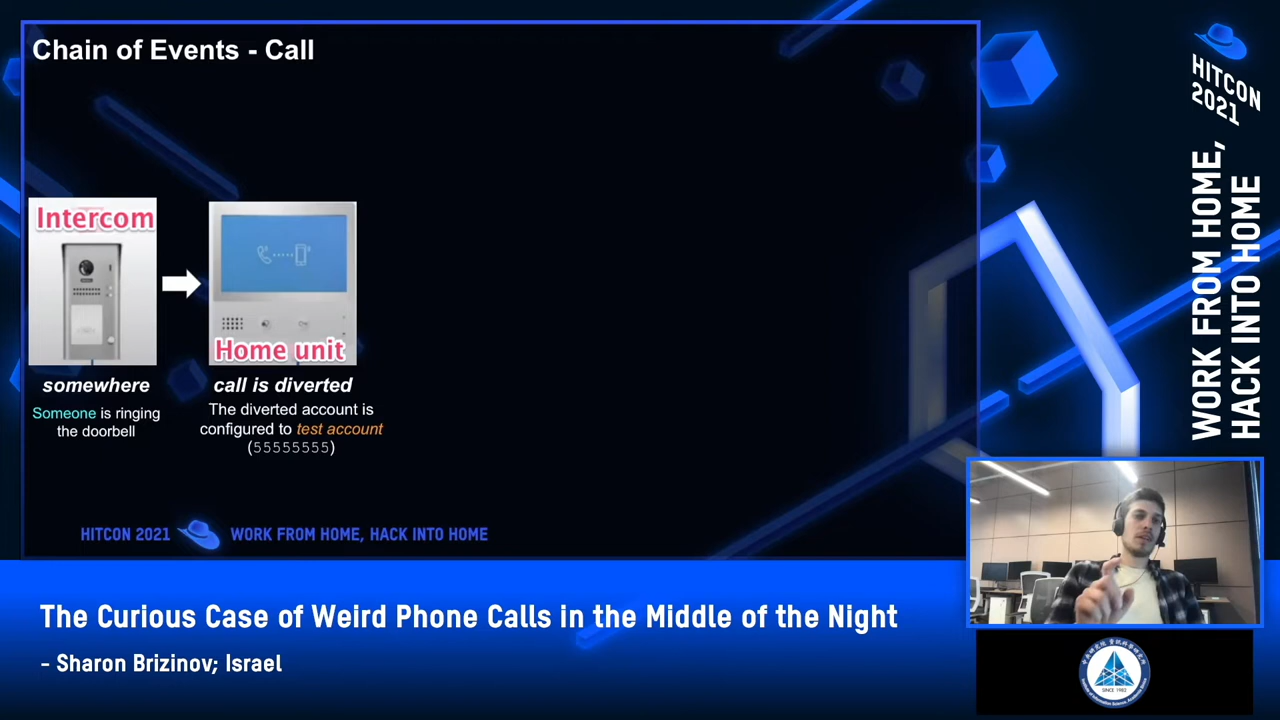 Chain of Events - Call
Intercom
Home unit
somewhere
Someone is ringing
the doorbell
call is diverted
The diverted account is
configured to test account
(55555555)
HITCON 2021
WORK FROM HOME, HACK INTO HOME
HITCON
2021
WORK FROM HOME,
HACK INTO HOME
The Curious Case of Weird Phone Calls in the Middle of the Night
- Sharon Brizinov; Israel
SINCE 1982